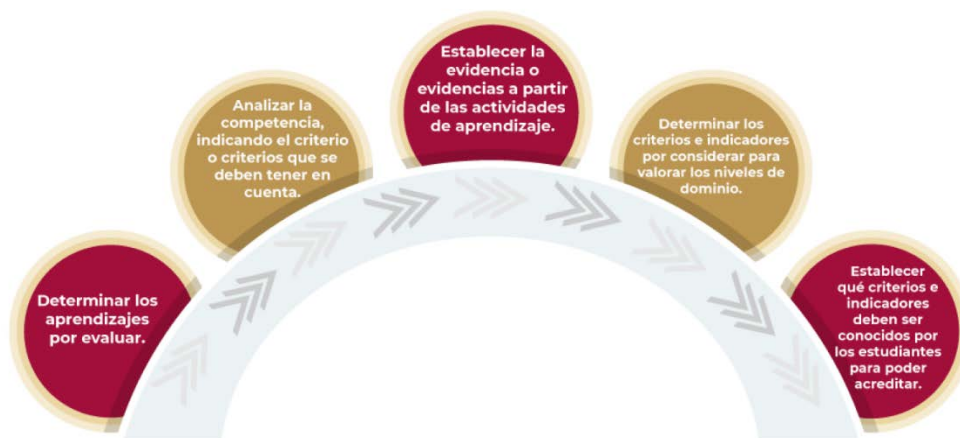 Determinar los
aprendizajes
por evaluar.
Analizar la
competencia,
indicando el criterio
o criterios que se
deben tener en
cuenta.
Establecer la
evidencia o
evidencias a partir
de las actividades
de aprendizaje.
Determinar los
criterios e indicadores
por considerar para
valorar los niveles de
dominio.
Establecer
qué criterios e
indicadores
deben ser
conocidos por
los estudiantes
para poder
acreditar.